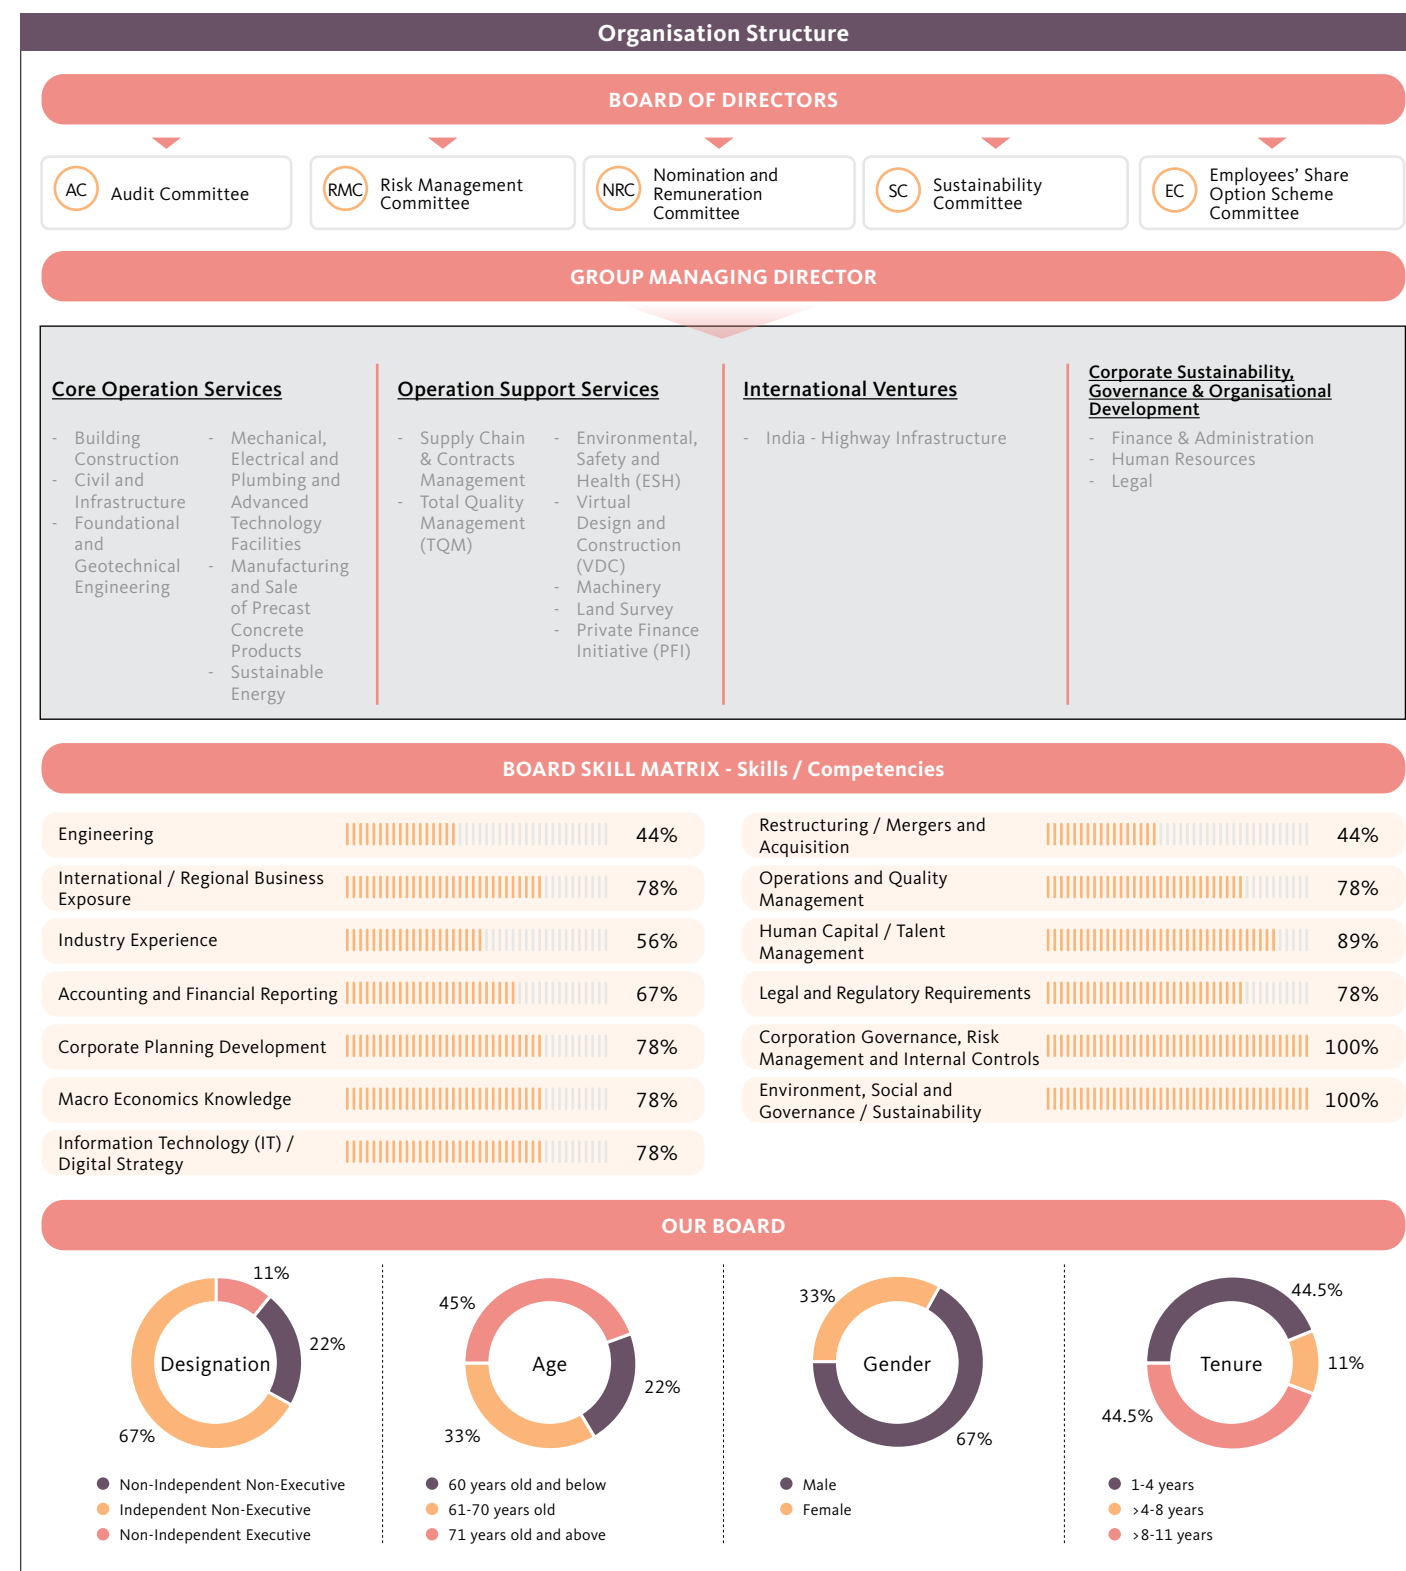 Organisation Structure
BOARD OF DIRECTORS
AC
Audit Committee
RMC
Risk Management
Committee
NRC
Nomination and
Remuneration
Committee
SC
Sustainability
Committee
EC
Employees' Share
Option Scheme
Committee
GROUP MANAGING DIRECTOR
Core Operation Services
- Building
Construction
- Civil and
Infrastructure
- Foundational
and
Geotechnical
Engineering
- Mechanical,
Electrical and
Plumbing and
Advanced
Technology
Facilities
- Manufacturing
and Sale
of Precast
Concrete
Products
- Sustainable
Energy
Operation Support Services
- Supply Chain
& Contracts
Management
- Total Quality
Management
(TQM)
- Environmental,
Safety and
Health (ESH)
- Virtual
Design and
Construction
(VDC)
- Machinery
- Land Survey
- Private Finance
Initiative (PFI)
International Ventures
- India - Highway Infrastructure
Corporate Sustainability,
Governance & Organisational
Development
- Finance & Administration
- Human Resources
- Legal
BOARD SKILL MATRIX - Skills / Competencies
Engineering 44%
International / Regional Business
Exposure 78%
Industry Experience 56%
Accounting and Financial Reporting 67%
Corporate Planning Development 78%
Macro Economics Knowledge 78%
Information Technology (IT) /
Digital Strategy 78%
Restructuring / Mergers and
Acquisition 44%
Operations and Quality
Management 78%
Human Capital / Talent
Management 89%
Legal and Regulatory Requirements 78%
Corporation Governance, Risk
Management and Internal Controls 100%
Environment, Social and
Governance / Sustainability 100%
OUR BOARD
11%
22%
Designation
67%
Non-Independent Non-Executive
Independent Non-Executive
Non-Independent Executive
45%
Age
22%
33%
60 years old and below
61-70 years old
71 years old and above
33%
Gender
67%
Male
Female
44.5%
Tenure
11%
44.5%
1-4 years
>4-8 years
>8-11 years